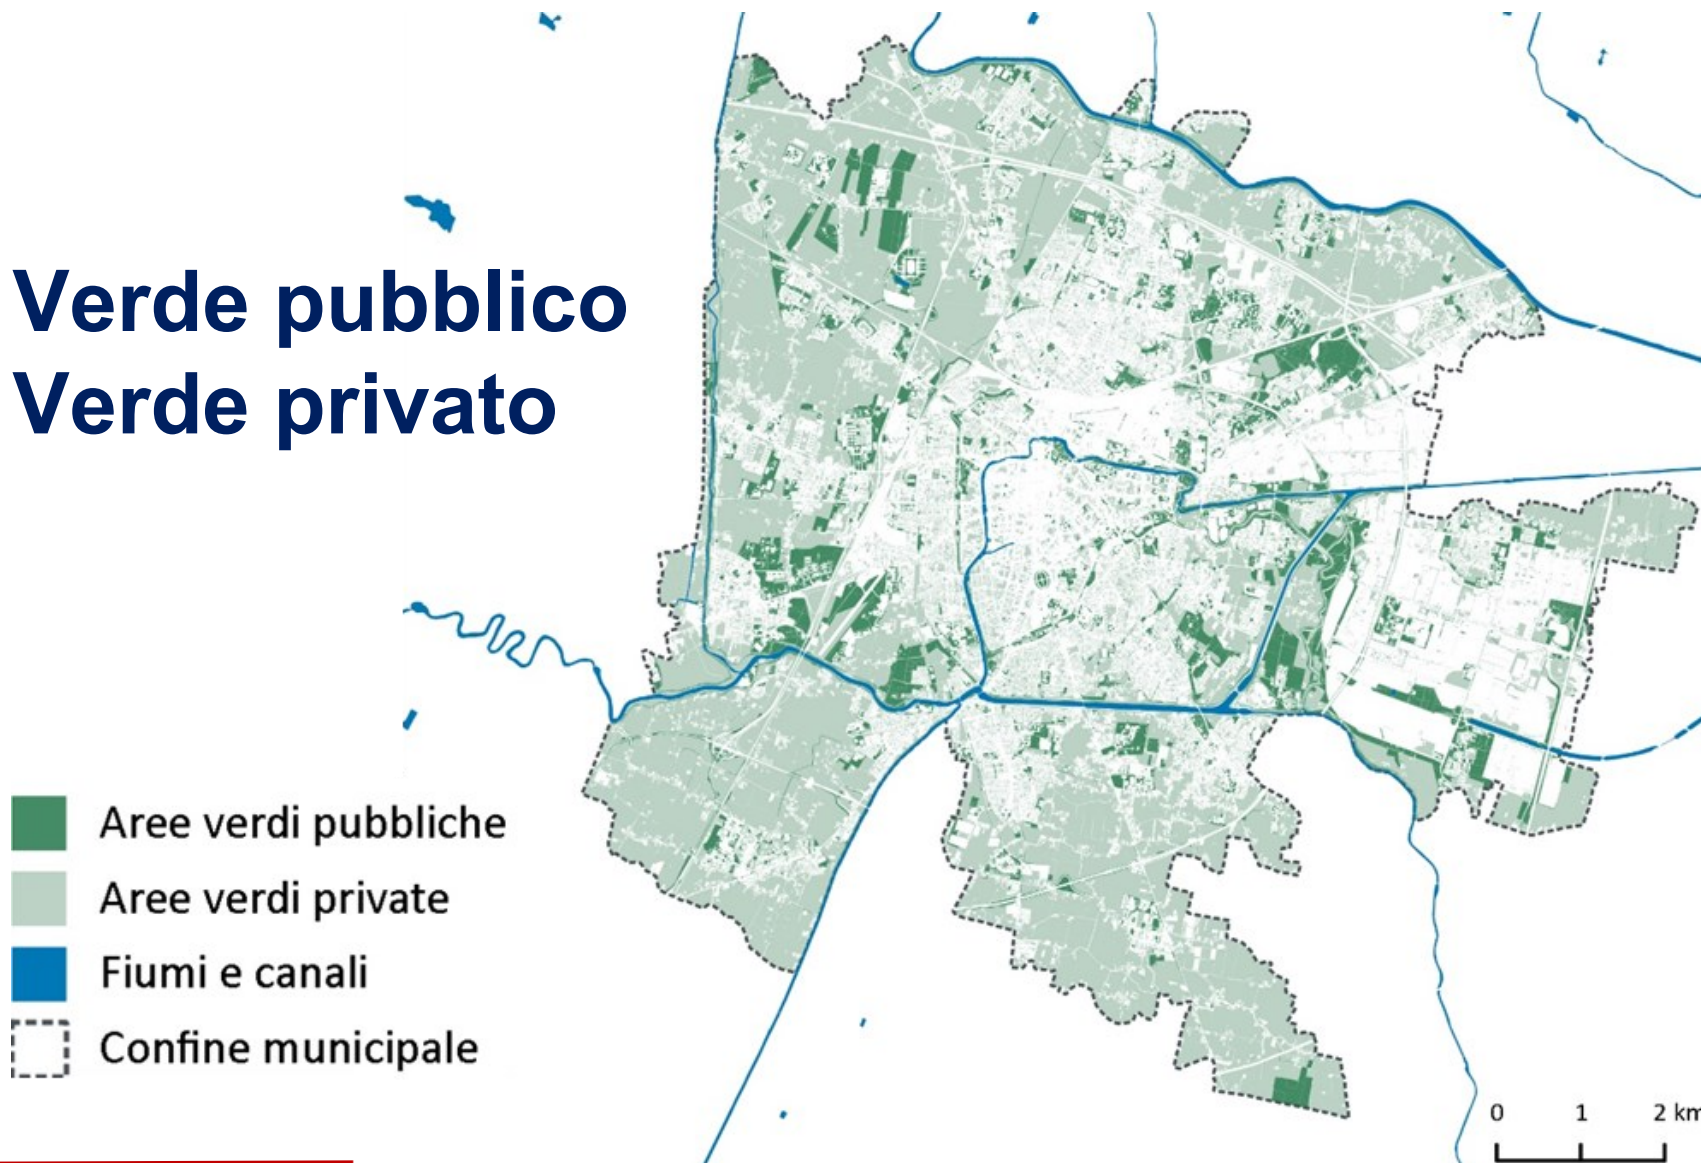 Verde pubblico
Verde privato
Aree verdi pubbliche
Aree verdi private
Fiumi e canali
Confine municipale
0 1 2 km